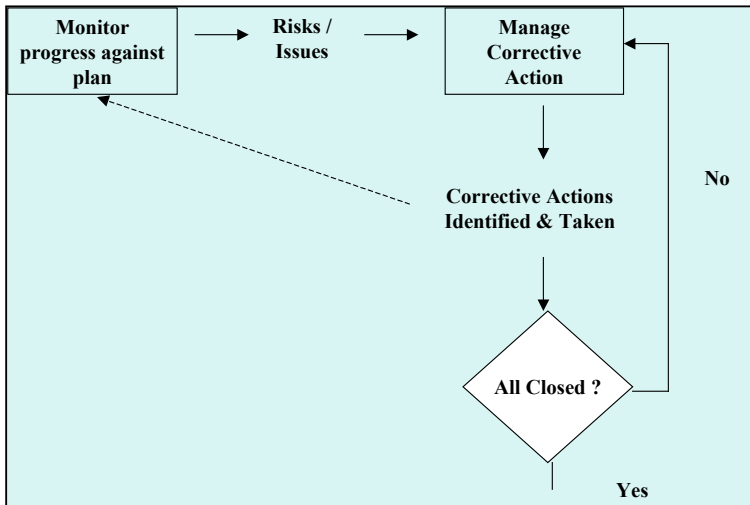 Monitor
progress against
plan
Risks /
Issues
Manage
Corrective
Action
No
Corrective Actions
Identified & Taken
All Closed ?
Yes